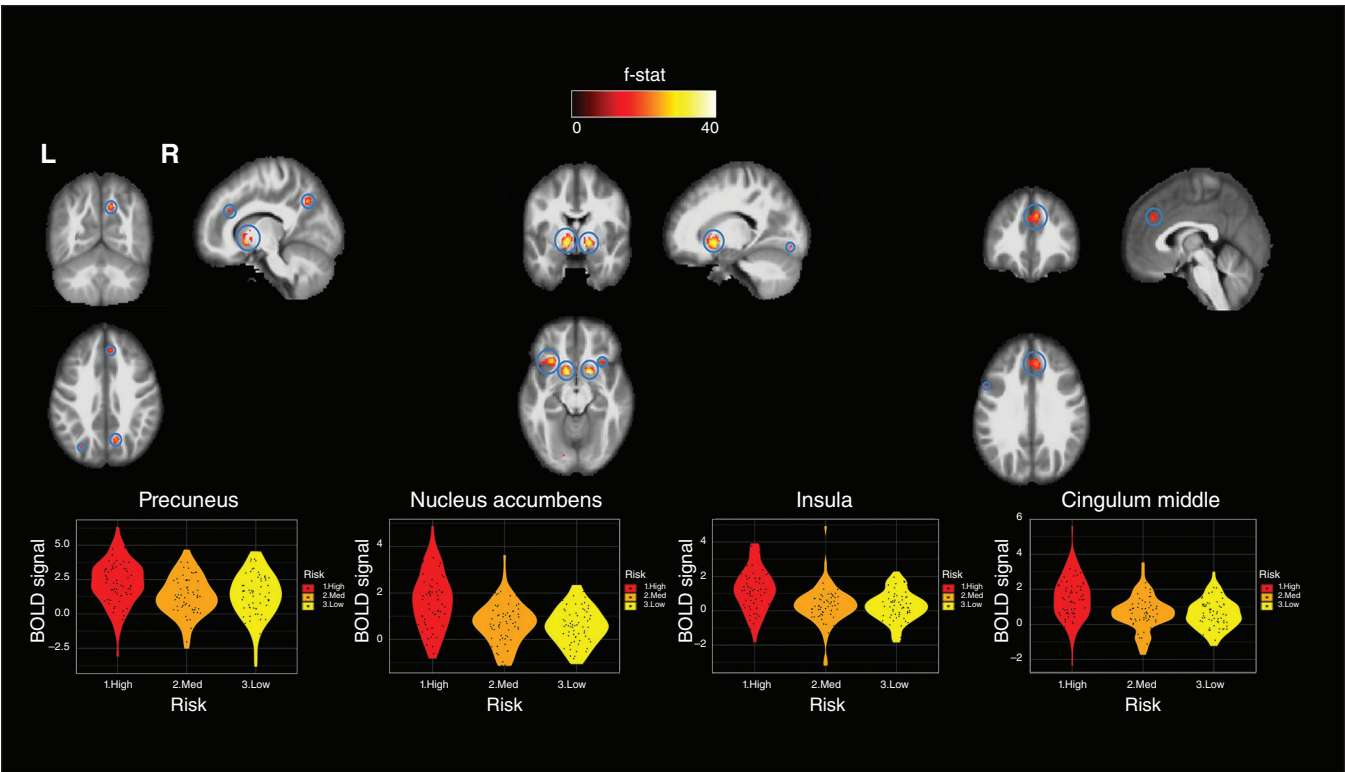 f-stat
0 40
L R
Precuneus
BOLD signal
5.0
2.5
0.0
–2.5
1.High 2.Med 3.Low
Risk
Risk
1.High
2.Med
3.Low
Nucleus accumbens
BOLD signal
4
2
0
1.High 2.Med 3.Low
Risk
Risk
1.High
2.Med
3.Low
Insula
BOLD signal
4
2
0
–2
1.High 2.Med 3.Low
Risk
Risk
1.High
2.Med
3.Low
Cingulum middle
BOLD signal
6
4
2
0
–2
1.High 2.Med 3.Low
Risk
Risk
1.High
2.Med
3.Low